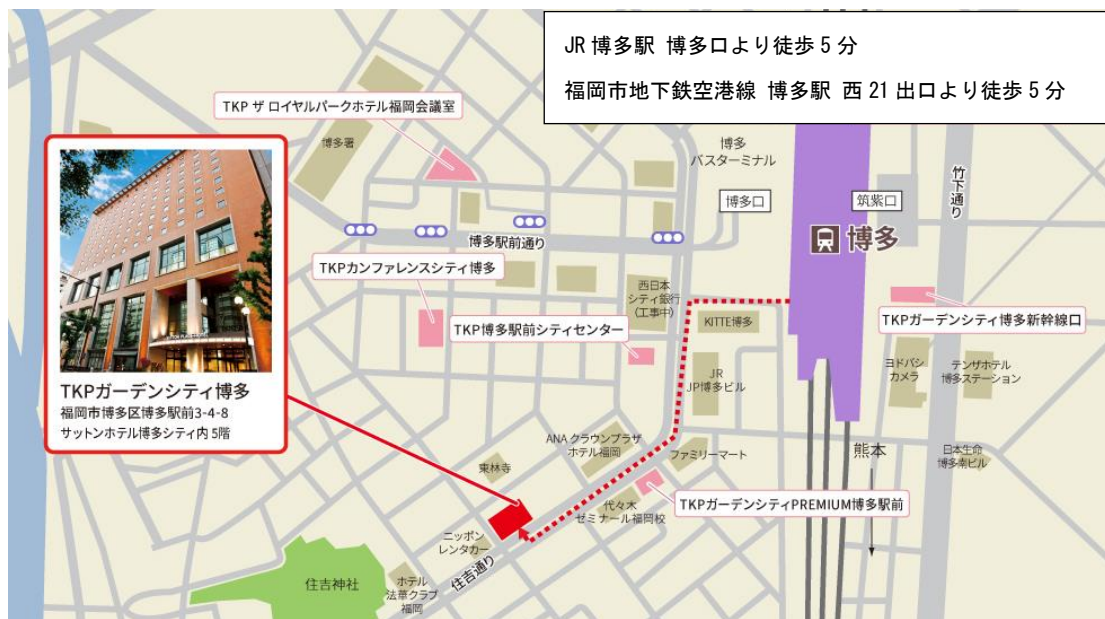 JR博多駅 博多口より徒歩5分
福岡市地下鉄空港線 博多駅 西21出口より徒歩5分
TKP ザ ロイヤルパークホテル福岡会議室
博多署
博多
バスターミナル
博多口
筑紫口
竹下通り
博多
博多駅前通り
TKPカンファレンスシティ博多
西日本
シティ銀行
(工事中)
KITTE博多
TKPガーデンシティ博多新幹線口
TKP博多駅前シティセンター
JR
JP博多ビル
ヨドバシ
カメラ
テンザホテル
博多ステーション
TKPガーデンシティ博多
福岡市博多区博多駅前3-4-8
サットンホテル博多シティ内 5階
ANA クラウンプラザ
ホテル福岡
東林寺
ファミリーマート
熊本
日本生命
博多南ビル
TKPガーデンシティPREMIUM博多駅前
代々木
ゼミナール福岡校
ニッポン
レンタカー
住吉通り
住吉神社
ホテル
法華クラブ
福岡